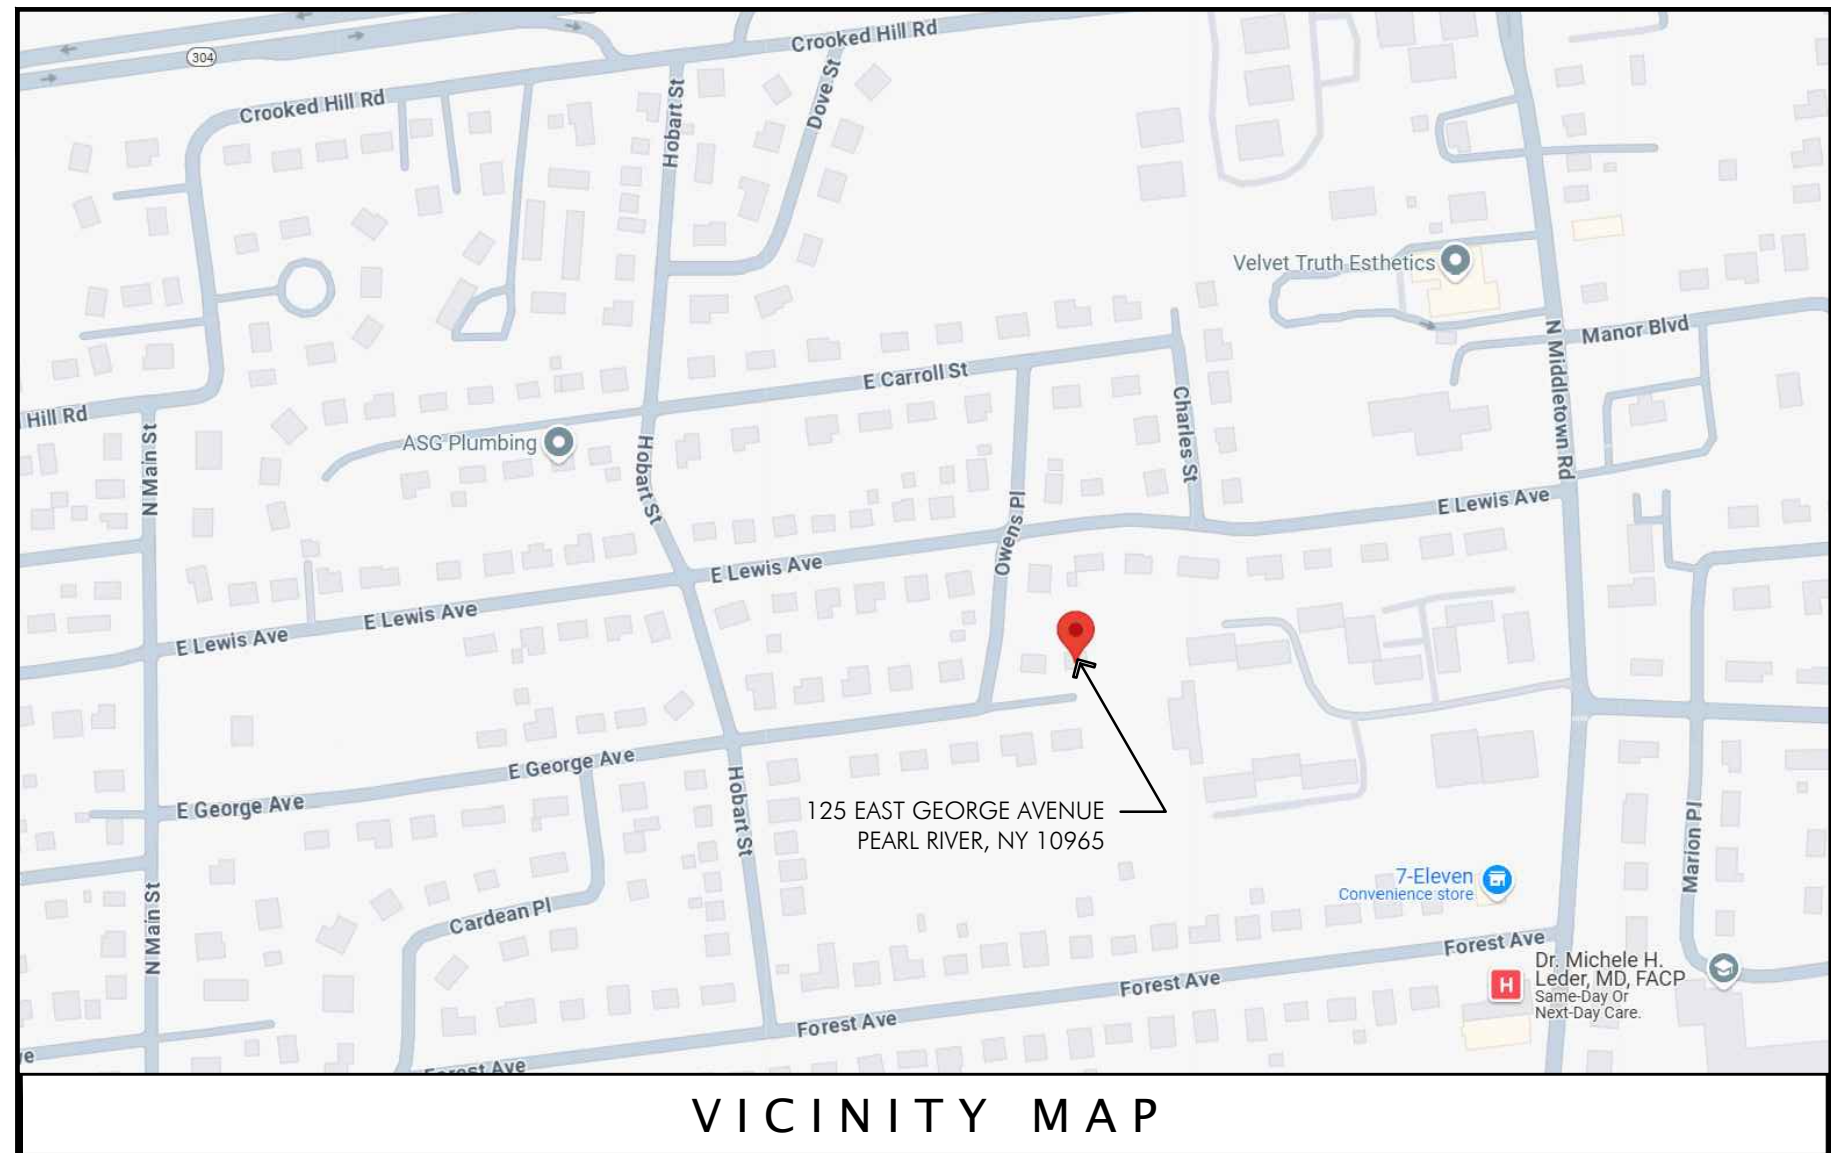 Crooked Hill Rd
304
Crooked Hill Rd
Hobart St
Dove St
Velvet Truth Esthetics
N Middletown Rd
Manor Blvd
E Carroll St
Charles St
Hill Rd
N Main St
ASG Plumbing
Hobart St
Owens Pl
E Lewis Ave
E Lewis Ave
E Lewis Ave
E Lewis Ave
E George Ave
E George Ave
Hobart St
125 EAST GEORGE AVENUE
PEARL RIVER, NY 10965
Marion Pl
7-Eleven
Convenience store
Cardean Pl
N Main St
Forest Ave
Dr. Michele H.
Leder, MD, FACP
Same-Day Or
Next-Day Care.
H
Forest Ave
Forest Ave
Forest Ave
VICINITY MAP